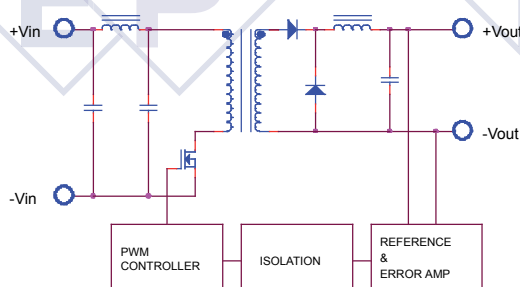 +Vin
+Vout
-Vout
-Vin
PWM
CONTROLLER
ISOLATION
REFERENCE
&
ERROR AMP